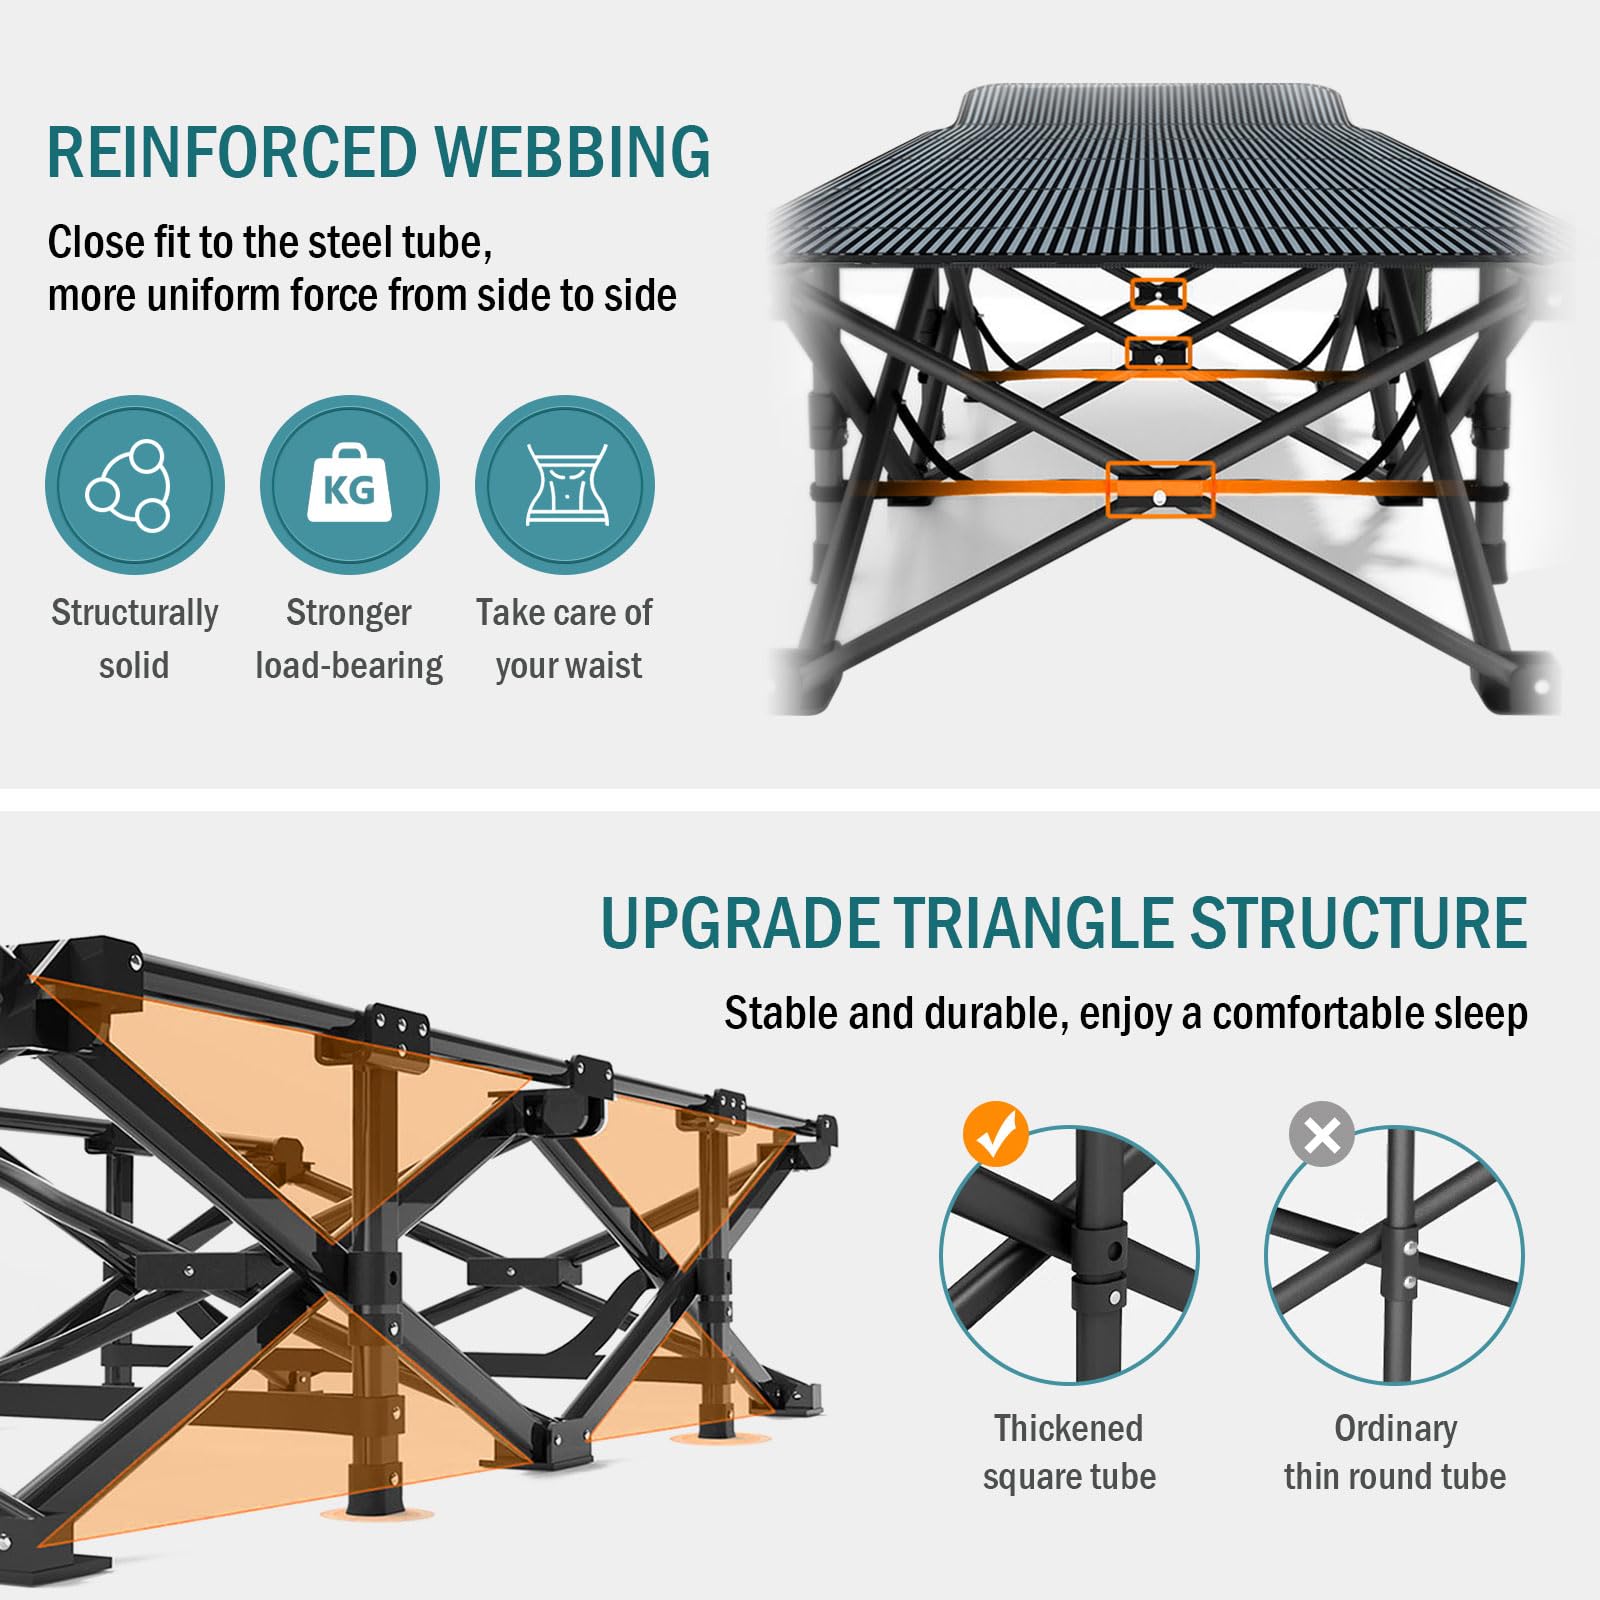 REINFORCED WEBBING
Close fit to the steel tube,
more uniform force from side to side
KG
Structurally
solid
Stronger
load-bearing
Take care of
your waist
UPGRADE TRIANGLE STRUCTURE
Stable and durable, enjoy a comfortable sleep
Thickened
square tube
Ordinary
thin round tube